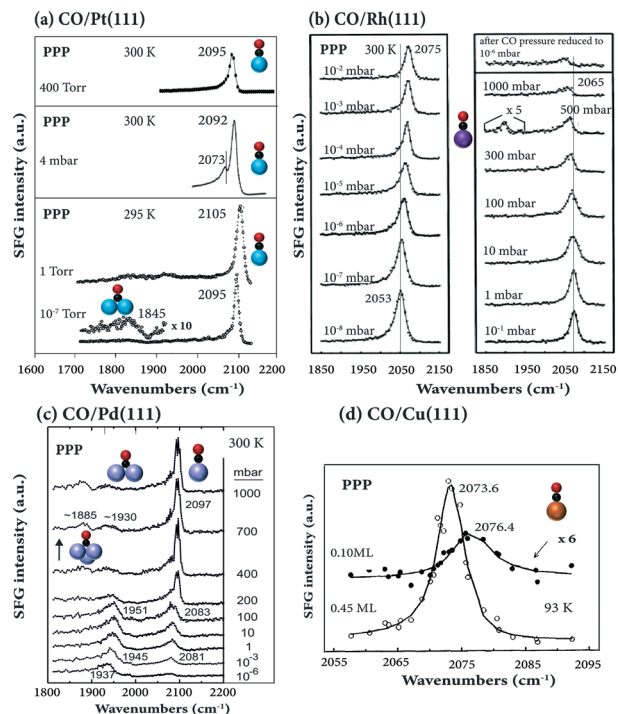 (a) CO/Pt(111)
PPP 300 K 2095
400 Torr
PPP 300 K 2092
2073
4 mbar
PPP 295 K 2105
1 Torr
2095
10-7 Torr 1845 x 10
1600 1700 1800 1900 2000 2100 2200
Wavenumbers (cm-1)
SFG intensity (a.u.)
(b) CO/Rh(111)
PPP 300 K 2075
10-2 mbar
10-3 mbar
10-4 mbar
10-5 mbar
10-6 mbar
10-7 mbar
2053
10-8 mbar
1850 1950 2050 2150
after CO pressure reduced to
10-6 mbar
1000 mbar 2065
x 5 500 mbar
300 mbar
100 mbar
10 mbar
1 mbar
10-1 mbar
1850 1950 2050 2150
Wavenumbers (cm-1)
SFG intensity (a.u.)
(c) CO/Pd(111)
PPP 300 K
mbar
1000
2097
~1885 ~1930 700
400
200
1951 2083 100
10
1
1945 2081 10-3
1937 10-6
1800 1900 2000 2100 2200
Wavenumbers (cm-1)
SFG intensity (a.u.)
(d) CO/Cu(111)
PPP 2073.6
2076.4
x 6
0.10ML
0.45 ML 93 K
2055 2065 2075 2085 2095
Wavenumbers (cm-1)
SFG intensity (a.u.)